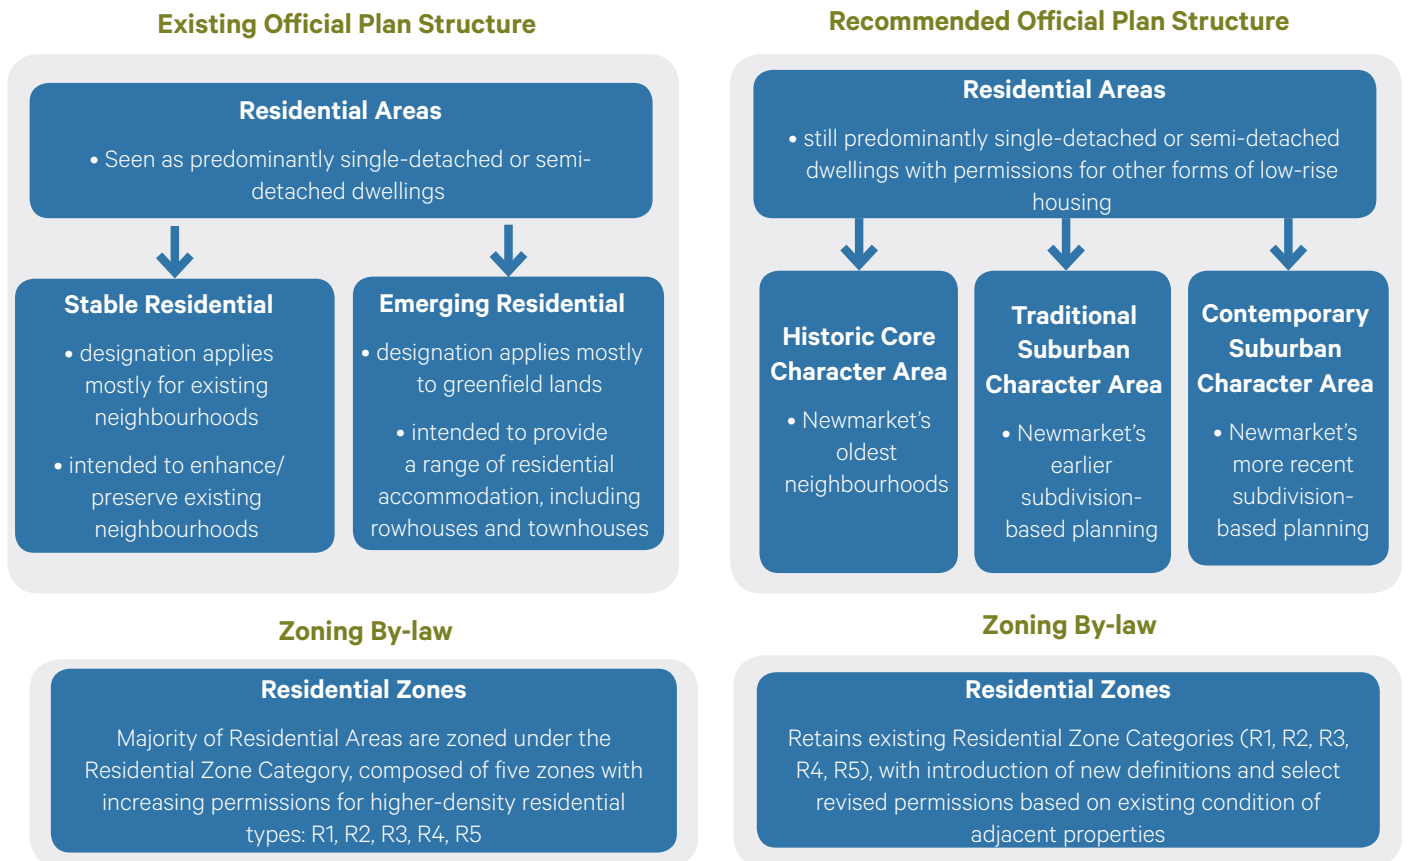 Existing Official Plan Structure
Residential Areas
• Seen as predominantly single-detached or semi-
detached dwellings
Stable Residential
• designation applies
mostly for existing
neighbourhoods
• intended to enhance/
preserve existing
neighbourhoods
Emerging Residential
• designation applies mostly
to greenfield lands
• intended to provide
a range of residential
accommodation, including
rowhouses and townhouses
Zoning By-law
Residential Zones
Majority of Residential Areas are zoned under the
Residential Zone Category, composed of five zones with
increasing permissions for higher-density residential
types: R1, R2, R3, R4, R5
Recommended Official Plan Structure
Residential Areas
• still predominantly single-detached or semi-detached
dwellings with permissions for other forms of low-rise
housing
Historic Core
Character Area
• Newmarket’s
oldest
neighbourhoods
Traditional
Suburban
Character Area
• Newmarket’s
earlier
subdivision-
based planning
Contemporary
Suburban
Character Area
• Newmarket’s
more recent
subdivision-
based planning
Zoning By-law
Residential Zones
Retains existing Residential Zone Categories (R1, R2, R3,
R4, R5), with introduction of new definitions and select
revised permissions based on existing condition of
adjacent properties